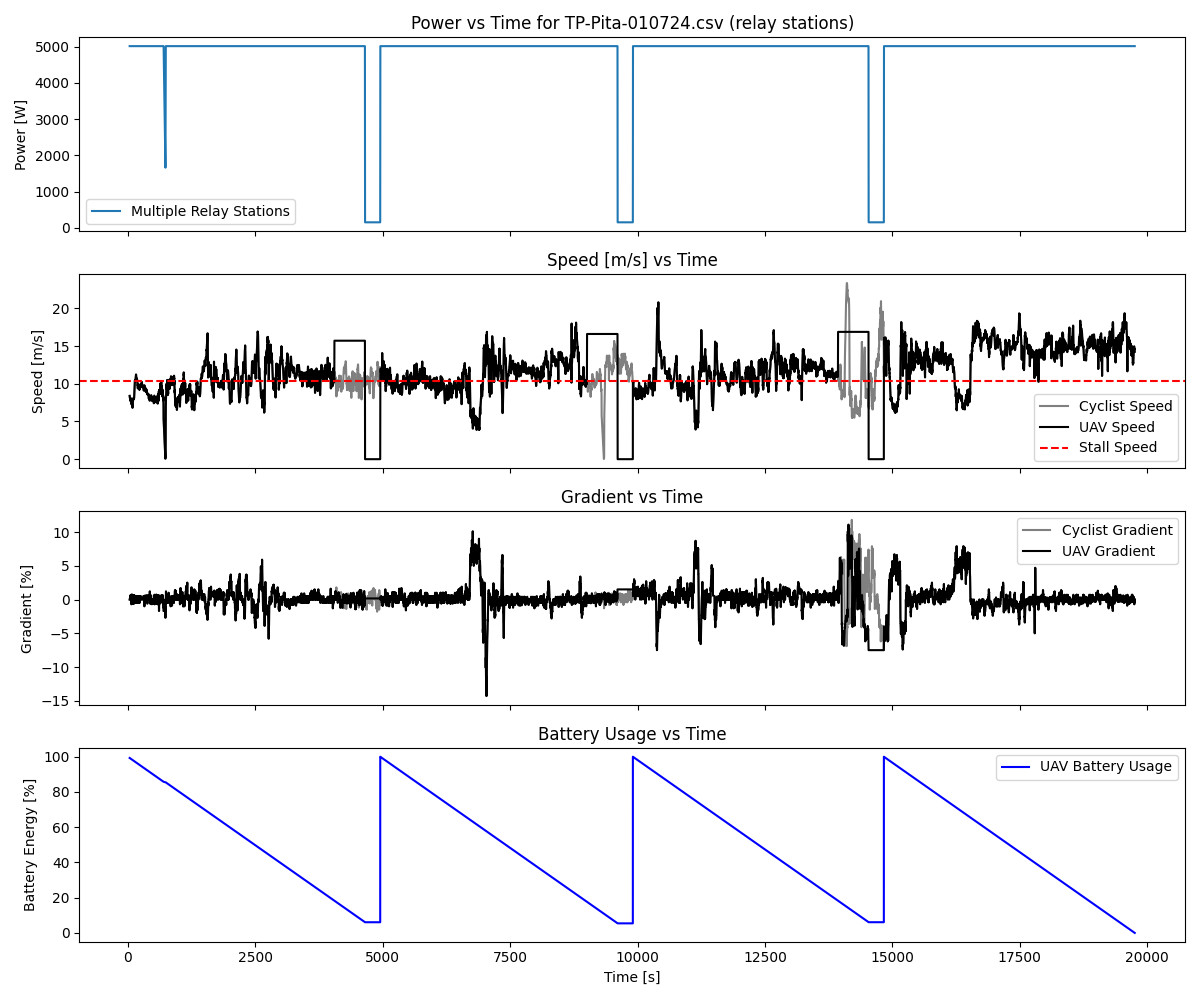 Power vs Time for TP-Pita-010724.csv (relay stations)
5000
4000
3000
2000
1000
0
Power [W]
Multiple Relay Stations
Speed [m/s] vs Time
20
15
10
5
0
Speed [m/s]
Cyclist Speed
UAV Speed
Stall Speed
Gradient vs Time
10
5
0
−5
−10
−15
Gradient [%]
Cyclist Gradient
UAV Gradient
Battery Usage vs Time
100
80
60
40
20
0
Battery Energy [%]
UAV Battery Usage
0 2500 5000 7500 10000 12500 15000 17500 20000
Time [s]